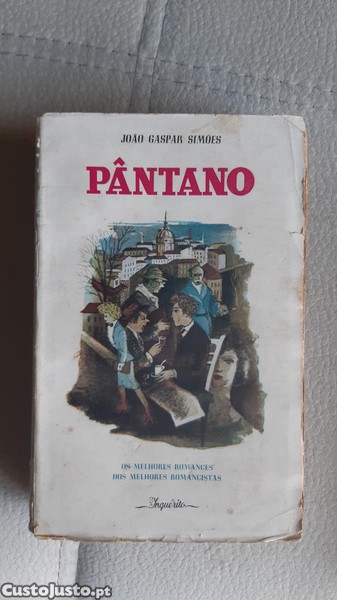 JOÃO GASPAR SIMÕES
PÂNTANO
OS MELHORES ROMANCES
DOS MELHORES ROMANCISTAS
Inquérito
CustoJusto.pt